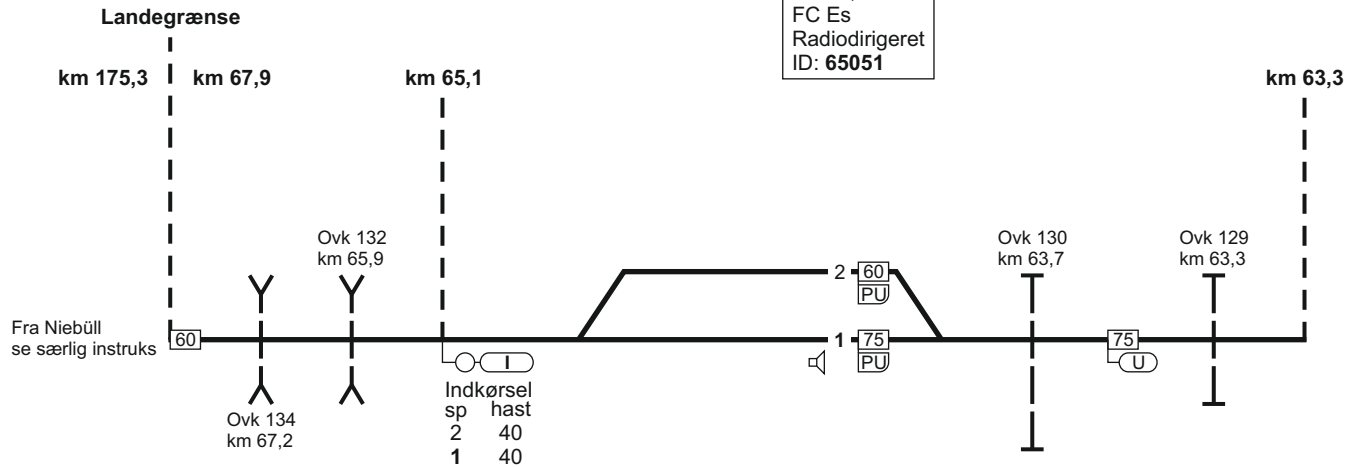 Landegrænse
FC Es
Radiodirigeret
ID: 65051
km 175,3
km 67,9
km 65,1
km 63,3
Ovk 132
km 65,9
Ovk 130
km 63,7
Ovk 129
km 63,3
2 60
PU
Fra Niebüll
se særlig instruks
60
1 75
PU
75
U
I
Indkørsel
sp hast
2 40
1 40
Ovk 134
km 67,2